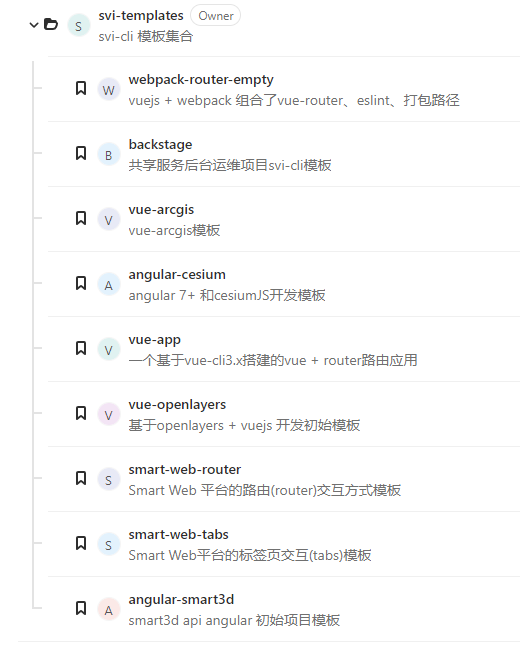 S
svi-templates Owner
svi-cli 模板集合
W
webpack-router-empty
vuejs + webpack 组合了vue-router、eslint、打包路径
B
backstage
共享服务后台运维项目svi-cli模板
V
vue-arcgis
vue-arcgis模板
A
angular-cesium
angular 7+ 和cesiumJS开发模板
V
vue-app
一个基于vue-cli3.x搭建的vue + router路由应用
V
vue-openlayers
基于openlayers + vuejs 开发初始模板
S
smart-web-router
Smart Web 平台的路由(router)交互方式模板
S
smart-web-tabs
Smart Web平台的标签页交互(tabs)模板
A
angular-smart3d
smart3d api angular 初始项目模板